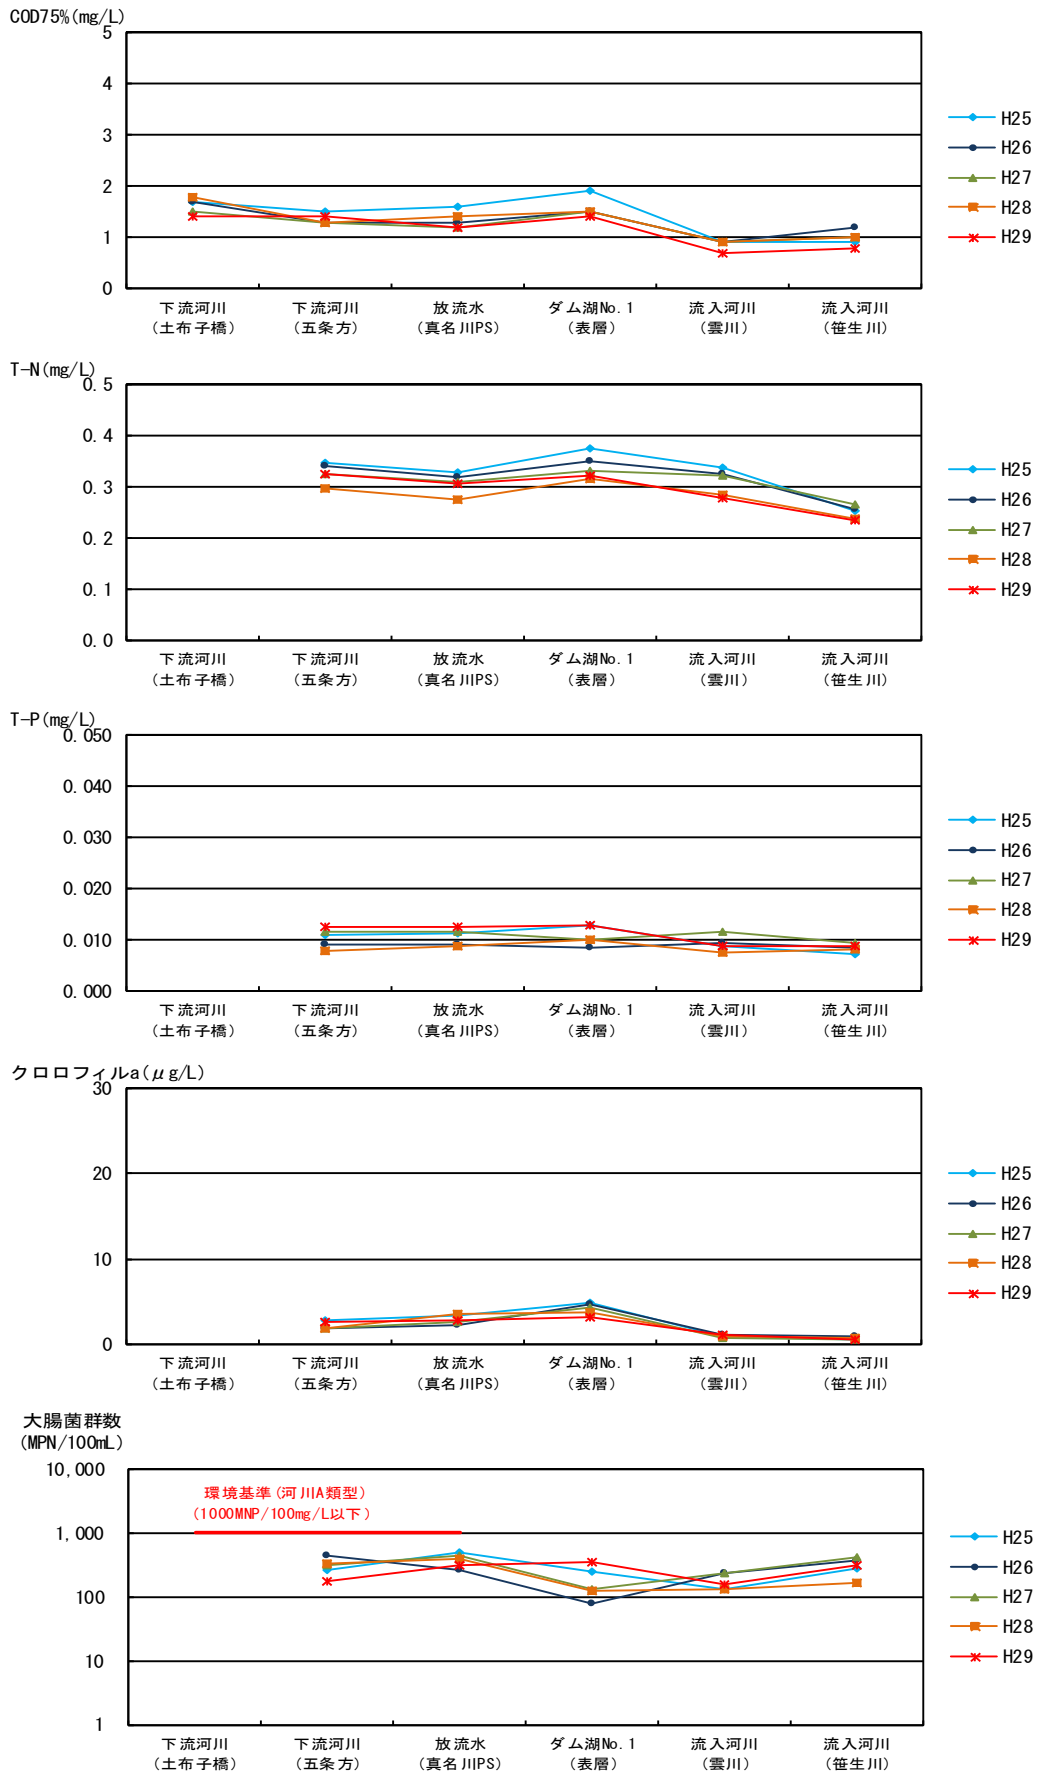 COD75%(mg/L)
5
4
3
2
1
0
下流河川 下流河川 放流水 ダム湖No.1 流入河川 流入河川
（土布子橋） （五条方） （真名川PS） （表層） （雲川） （笹生川）
H25
H26
H27
H28
H29
T-N(mg/L)
0.5
0.4
0.3
0.2
0.1
0.0
下流河川 下流河川 放流水 ダム湖No.1 流入河川 流入河川
（土布子橋） （五条方） （真名川PS） （表層） （雲川） （笹生川）
H25
H26
H27
H28
H29
T-P(mg/L)
0.050
0.040
0.030
0.020
0.010
0.000
下流河川 下流河川 放流水 ダム湖No.1 流入河川 流入河川
（土布子橋） （五条方） （真名川PS） （表層） （雲川） （笹生川）
H25
H26
H27
H28
H29
クロロフィルa(μg/L)
30
20
10
0
下流河川 下流河川 放流水 ダム湖No.1 流入河川 流入河川
（土布子橋） （五条方） （真名川PS） （表層） （雲川） （笹生川）
H25
H26
H27
H28
H29
大腸菌群数
（MPN/100mL）
10,000
1,000
100
10
1
環境基準(河川A類型)
(1000MNP/100mg/L以下)
下流河川 下流河川 放流水 ダム湖No.1 流入河川 流入河川
（土布子橋） （五条方） （真名川PS） （表層） （雲川） （笹生川）
H25
H26
H27
H28
H29